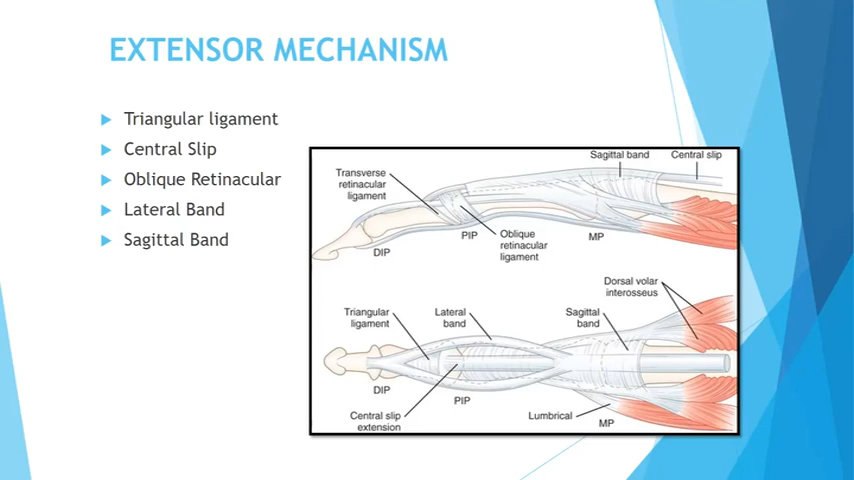 EXTENSOR MECHANISM
Triangular ligament
Central Slip
Oblique Retinacular
Lateral Band
Sagittal Band
Sagittal band
Central slip
Transverse
retinacular
ligament
DIP
PIP
Oblique
retinacular
ligament
MP
Dorsal volar
interosseus
Triangular
ligament
Lateral
band
Sagittal
band
DIP
PIP
Central slip
extension
Lumbrical
MP